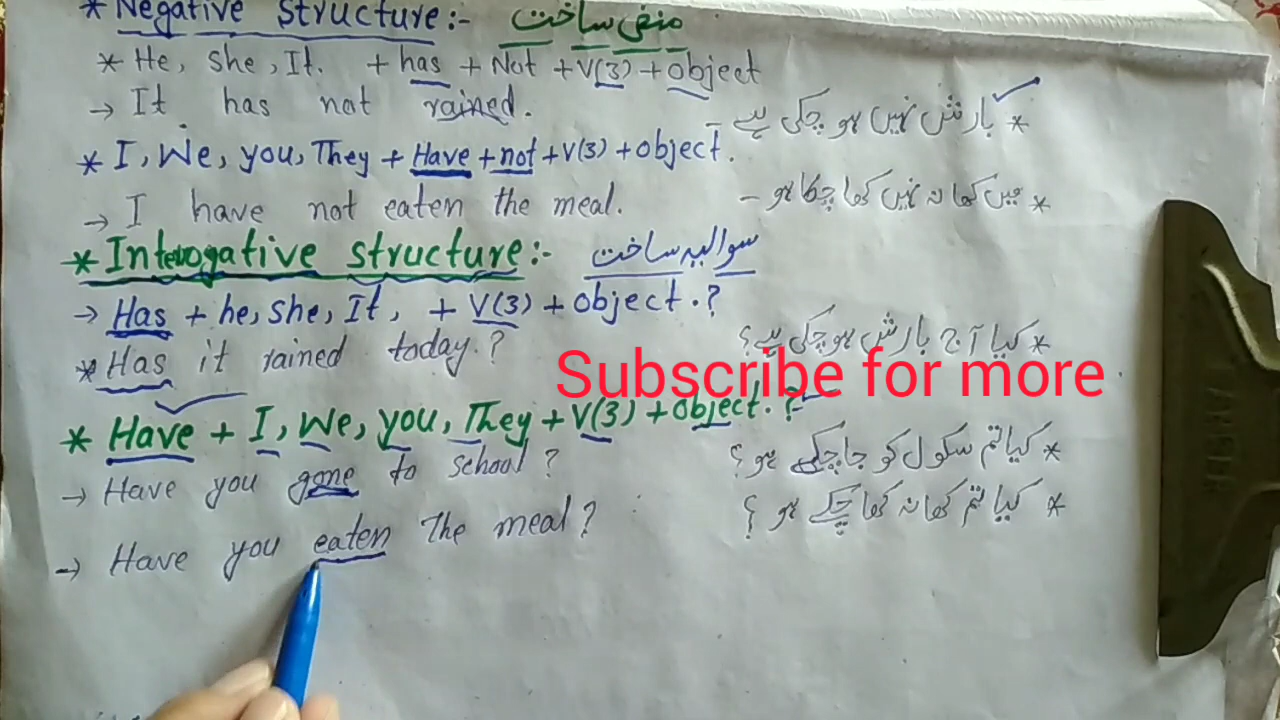 * Negative structure:- منفی ساخت
* He, She, It. + has + Not + V(3) + object
→ It has not rained. * بارش نہیں ہو چکی ہے -
* I, We, you, They + Have + not + V(3) + object.
→ I have not eaten the meal. * میں کھانہ نہیں کھا چکا ہو -
* Interrogative structure:- سوالیہ ساخت
→ Has + he, she, It, + V(3) + object.?
* Has it rained today.? * کیا آج بارش ہو چکی ہے؟
Subscribe for more
* Have + I, We, you, They + V(3) + object. ?
→ Have you gone to school? * کیا تم سکول کو جا چکے ہو؟
→ Have you eaten The meal? * کیا تم کھانہ کھا چکے ہو؟